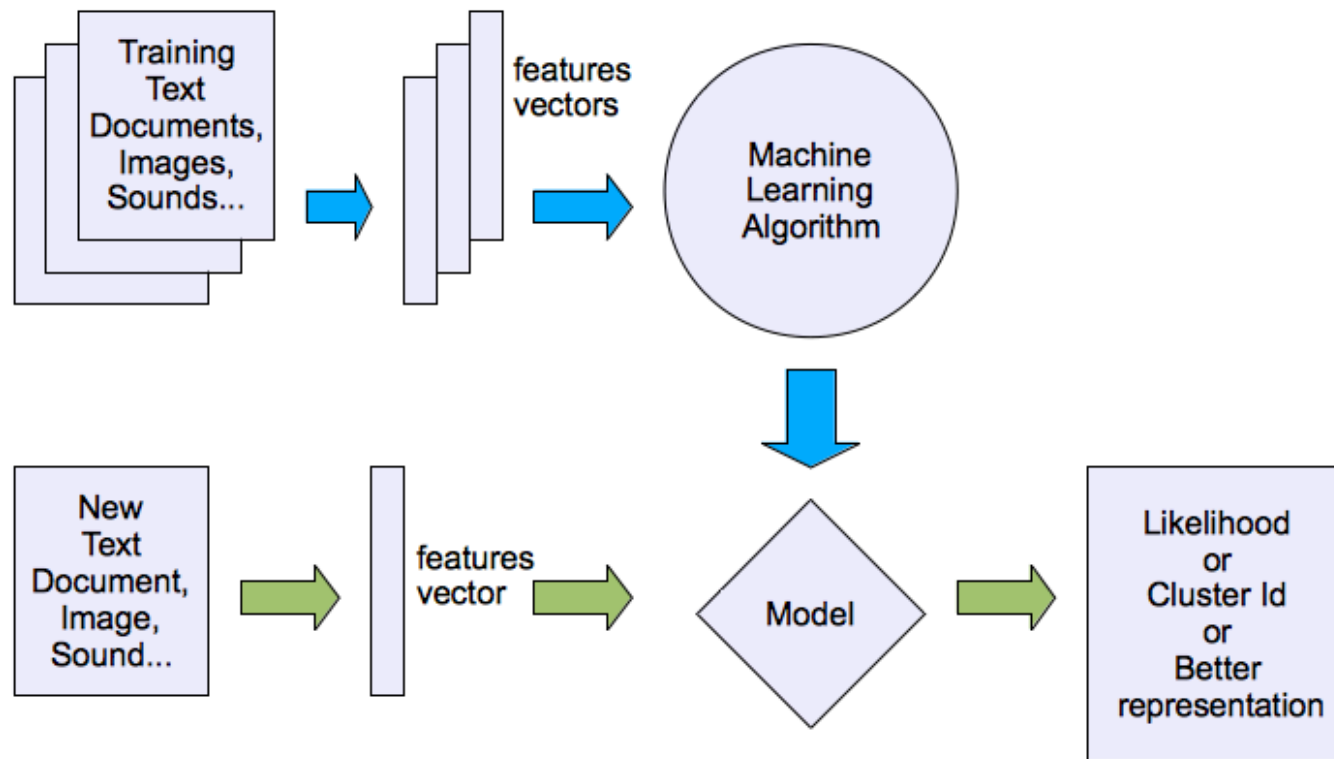 Training
Text
Documents,
Images,
Sounds...
features
vectors
Machine
Learning
Algorithm
New
Text
Document,
Image,
Sound...
features
vector
Model
Likelihood
or
Cluster Id
or
Better
representation